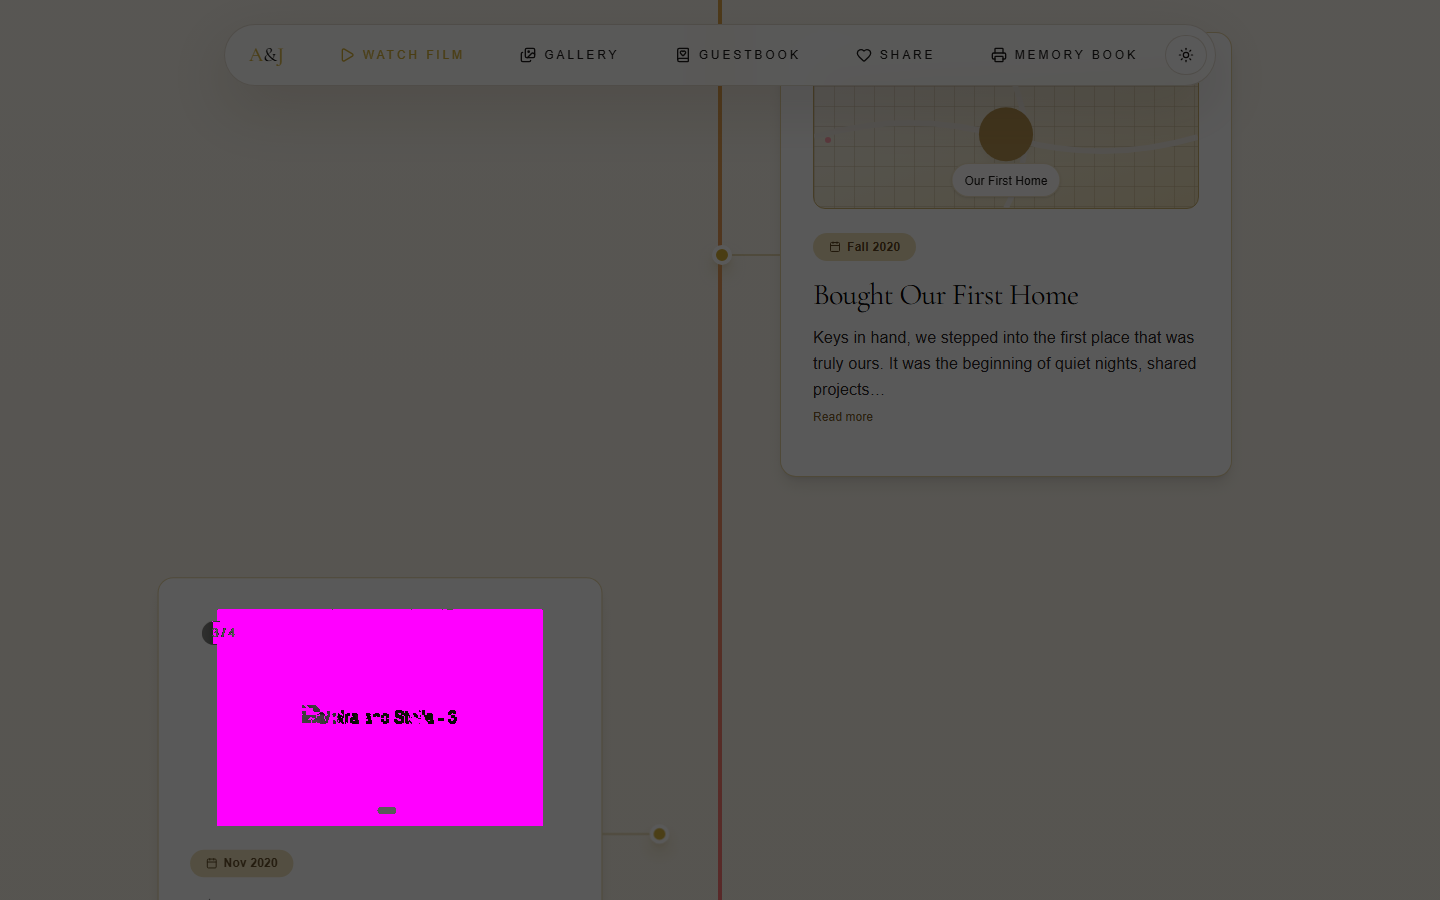 A&J
WATCH FILM
GALLERY
GUESTBOOK
SHARE
MEMORY BOOK
Our First Home
Fall 2020
Bought Our First Home
Keys in hand, we stepped into the first place that was
truly ours. It was the beginning of quiet nights, shared
projects…
Read more
Nov 2020